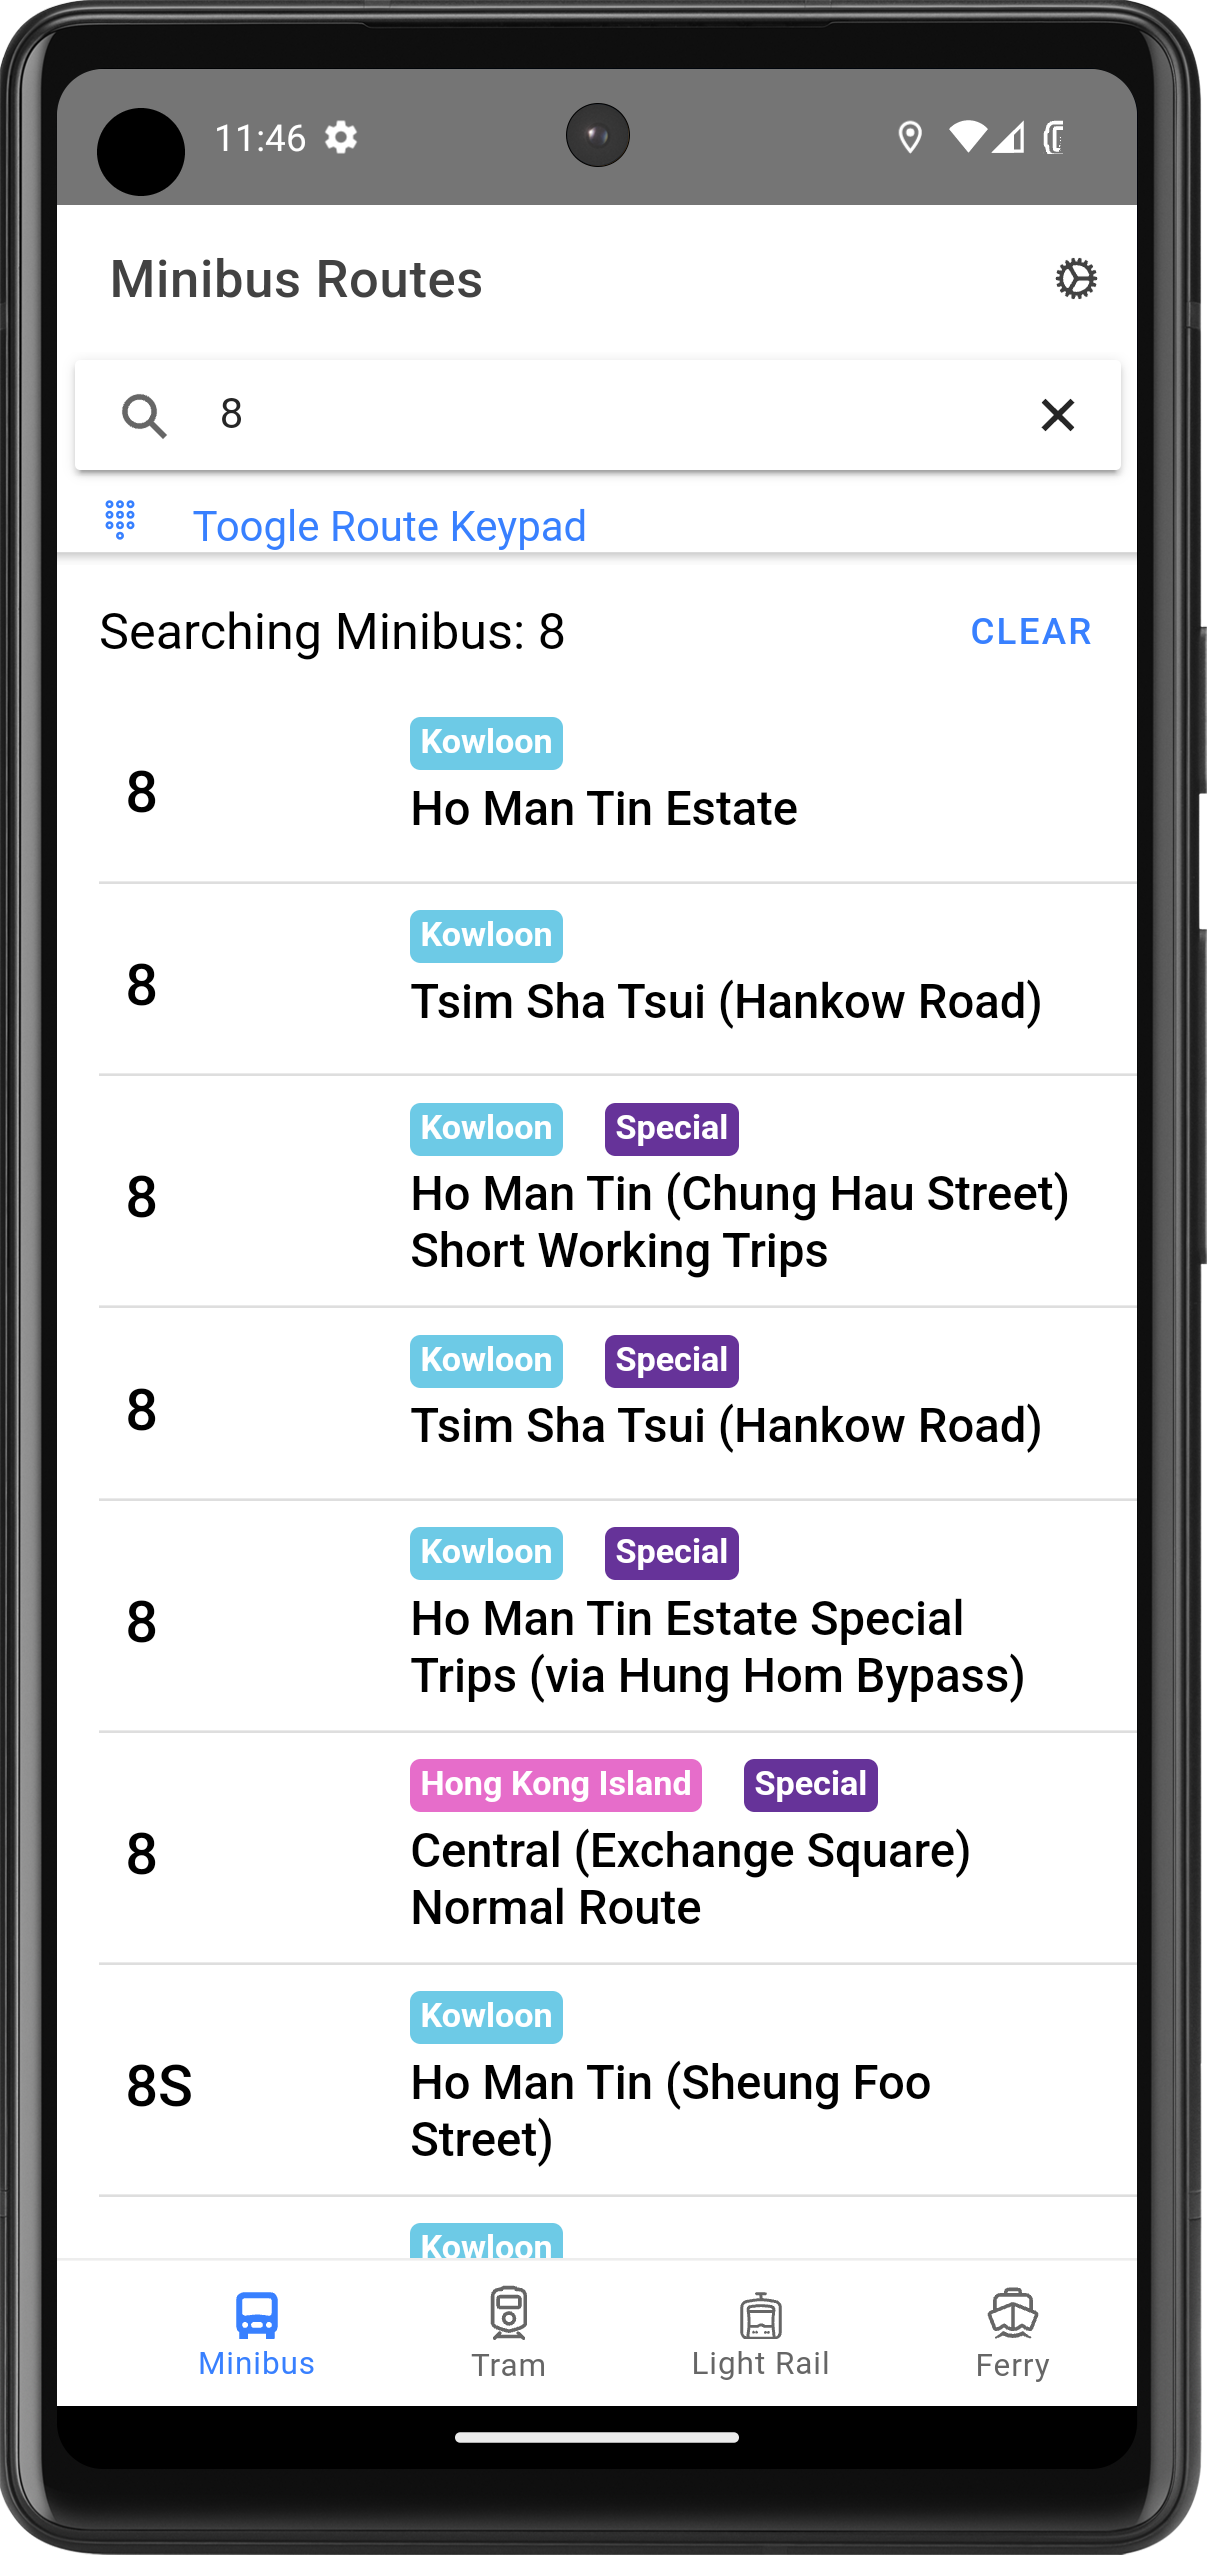 11:46
Minibus Routes
8
Toogle Route Keypad
Searching Minibus: 8
CLEAR
Kowloon
8
Ho Man Tin Estate
Kowloon
8
Tsim Sha Tsui (Hankow Road)
Kowloon Special
8
Ho Man Tin (Chung Hau Street)
Short Working Trips
Kowloon Special
8
Tsim Sha Tsui (Hankow Road)
Kowloon Special
8
Ho Man Tin Estate Special
Trips (via Hung Hom Bypass)
Hong Kong Island Special
8
Central (Exchange Square)
Normal Route
Kowloon
8S
Ho Man Tin (Sheung Foo
Street)
Kowloon
Minibus
Tram
Light Rail
Ferry